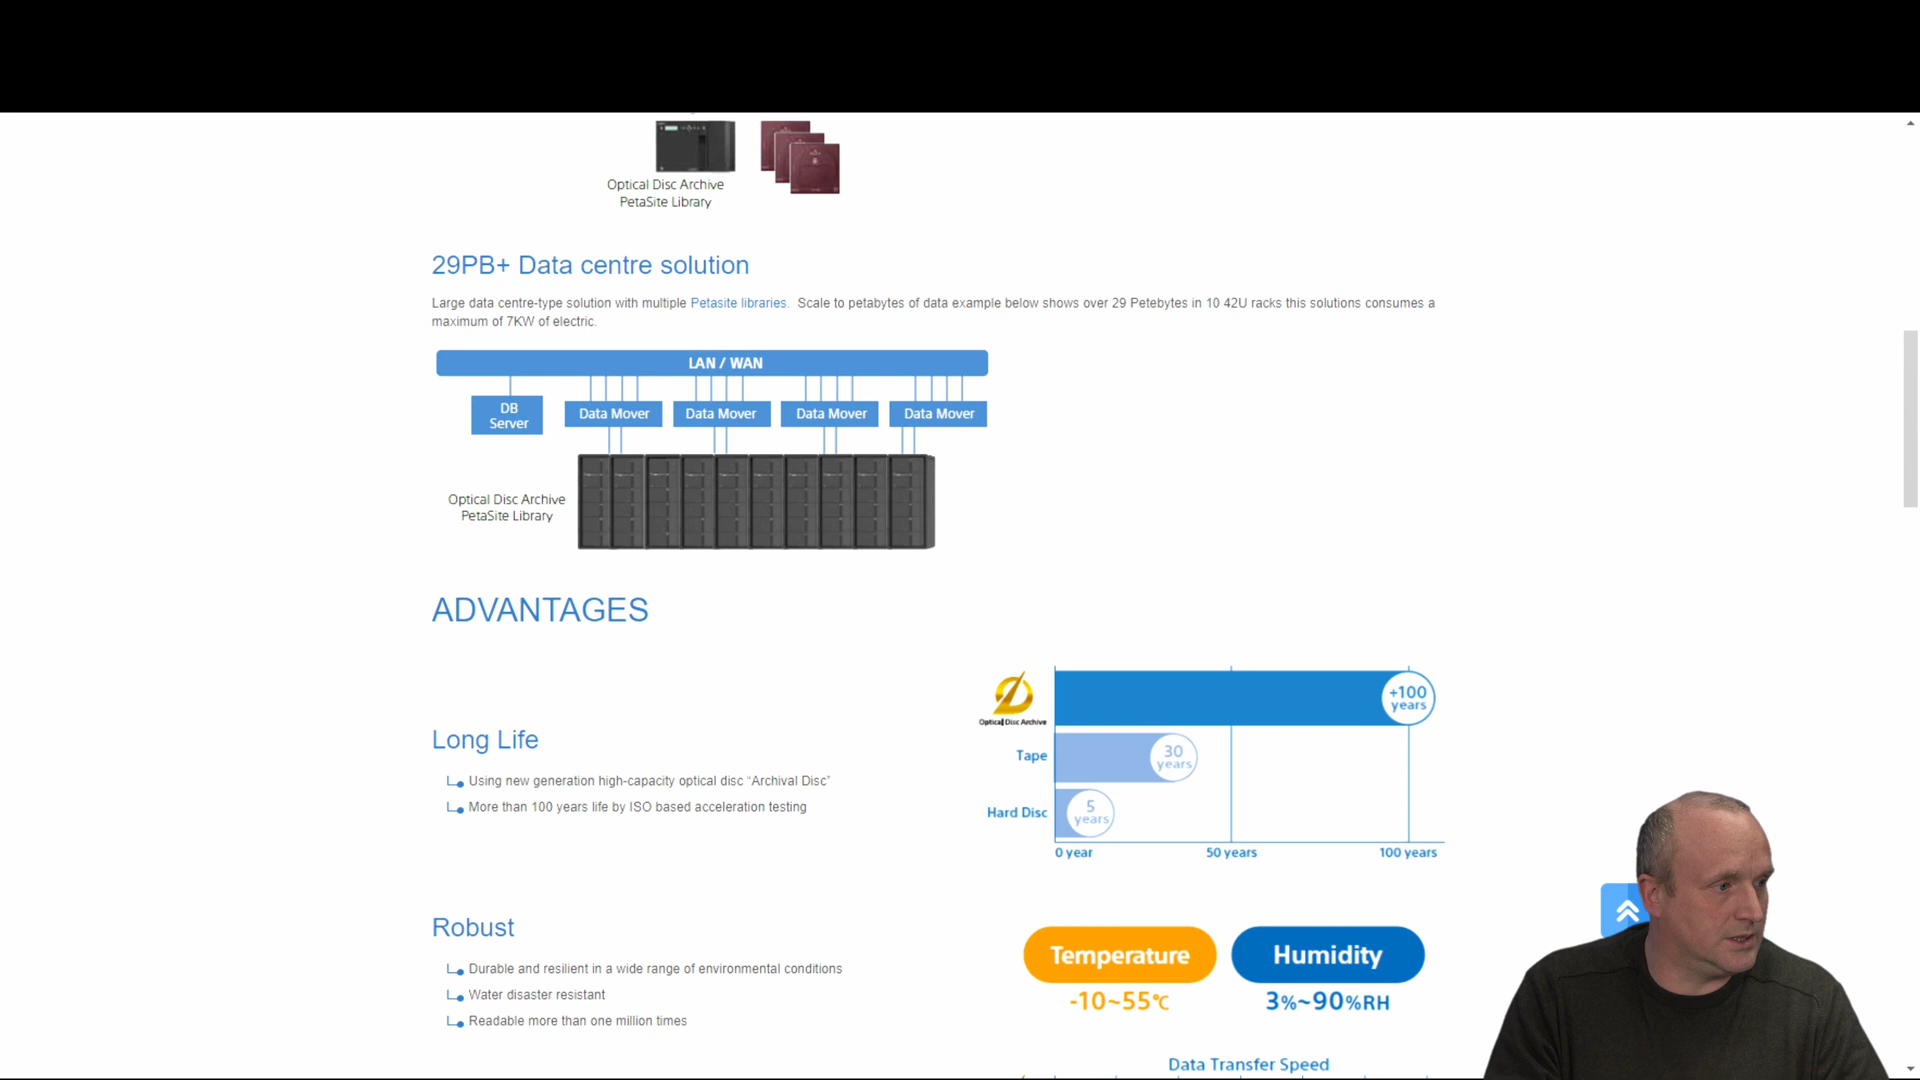 Optical Disc Archive
PetaSite Library
29PB+ Data centre solution
Large data centre-type solution with multiple Petasite libraries. Scale to petabytes of data example below shows over 29 Petebytes in 10 42U racks this solutions consumes a
maximum of 7KW of electric.
LAN / WAN
DB
Server
Data Mover
Data Mover
Data Mover
Data Mover
Optical Disc Archive
PetaSite Library
ADVANTAGES
Optical Disc Archive
+100
years
Tape
30
years
Hard Disc
5
years
0 year
50 years
100 years
Long Life
Using new generation high-capacity optical disc “Archival Disc”
More than 100 years life by ISO based acceleration testing
Robust
Durable and resilient in a wide range of environmental conditions
Water disaster resistant
Readable more than one million times
Temperature
-10~55℃
Humidity
3%~90%RH
Data Transfer Speed